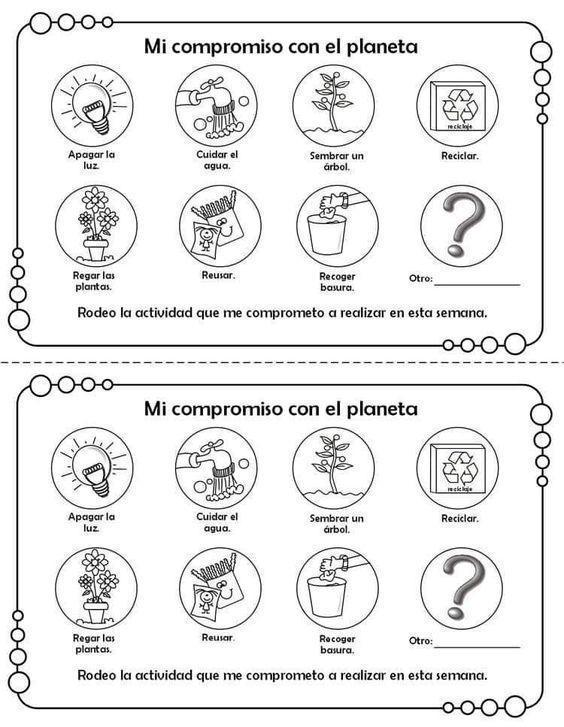 Mi compromiso con el planeta
reciclaje
Apagar la
luz.
Cuidar el
agua.
Sembrar un
árbol.
Reciclar.
Regar las
plantas.
Reusar.
Recoger
basura.
Otro:
Rodeo la actividad que me comprometo a realizar en esta semana.
Mi compromiso con el planeta
reciclaje
Apagar la
luz.
Cuidar el
agua.
Sembrar un
árbol.
Reciclar.
Regar las
plantas.
Reusar.
Recoger
basura.
Otro:
Rodeo la actividad que me comprometo a realizar en esta semana.